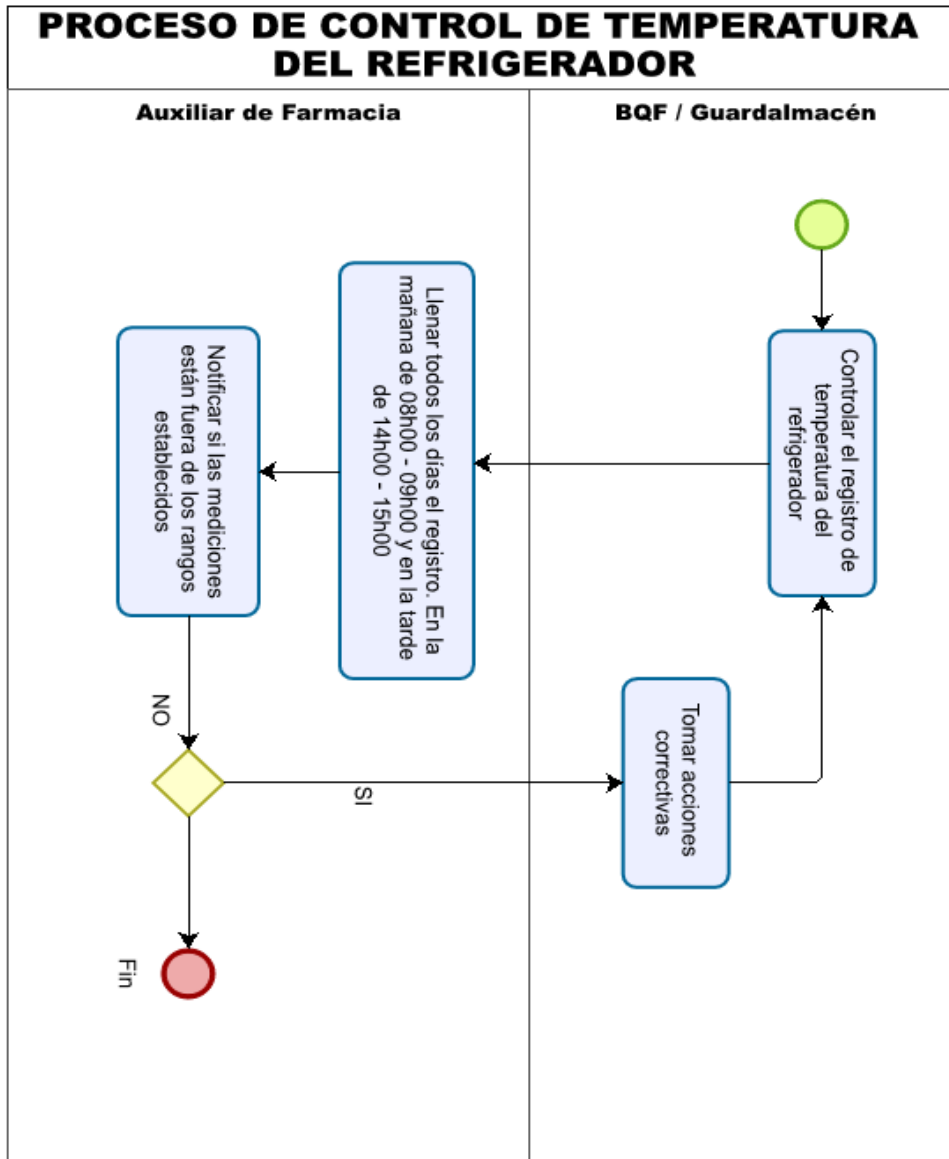 PROCESO DE CONTROL DE TEMPERATURA
DEL REFRIGERADOR
Auxiliar de Farmacia
BQF / Guardalmacén
Controlar el registro de
temperatura del
refrigerador
Llenar todos los dias el registro. En la
mañana de 08h00 - 09h00 y en la tarde
de 14h00 - 15h00
Notificar si las mediciones
están fuera de los rangos
establecidos
NO
SI
Tomar acciones
correctivas
Fin